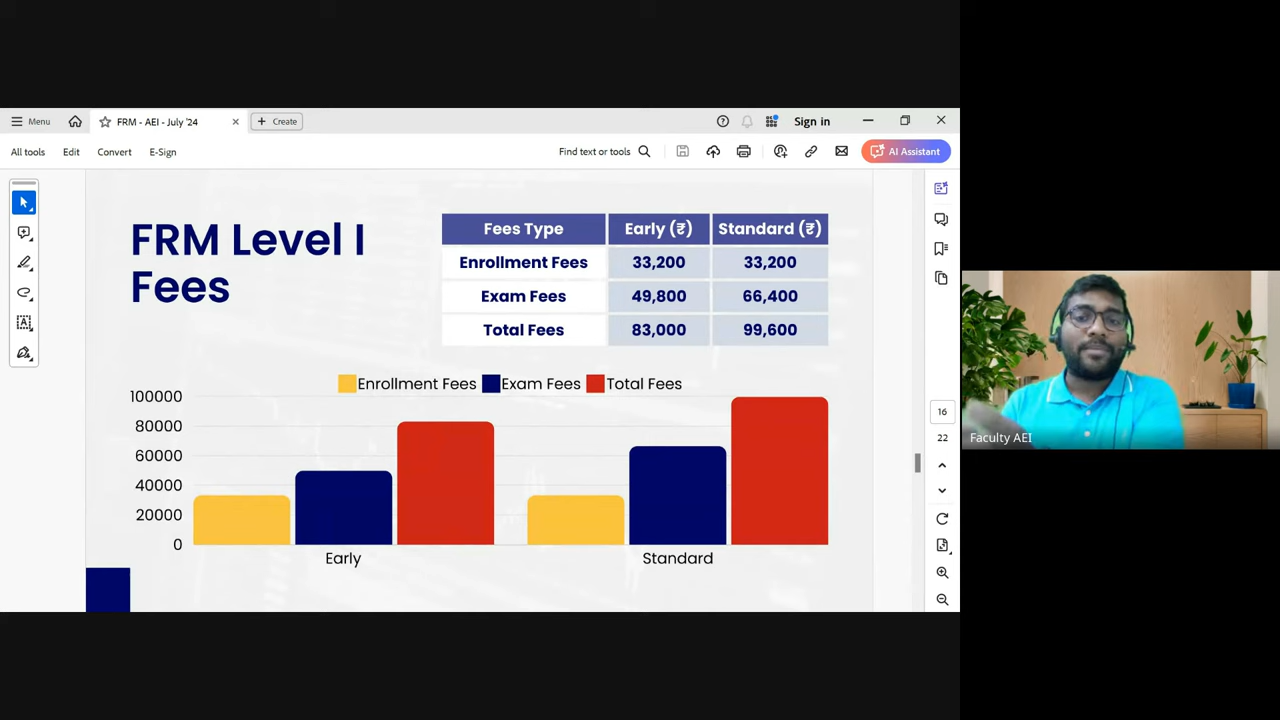 Menu
FRM - AEI - July '24
Create
Sign in
All tools
Edit
Convert
E-Sign
Find text or tools
AI Assistant
FRM Level I
Fees
Fees Type Early (₹) Standard (₹)
Enrollment Fees 33,200 33,200
Exam Fees 49,800 66,400
Total Fees 83,000 99,600
Enrollment Fees Exam Fees Total Fees
100000
80000
60000
40000
20000
0
Early Standard
16
22
Faculty AEI